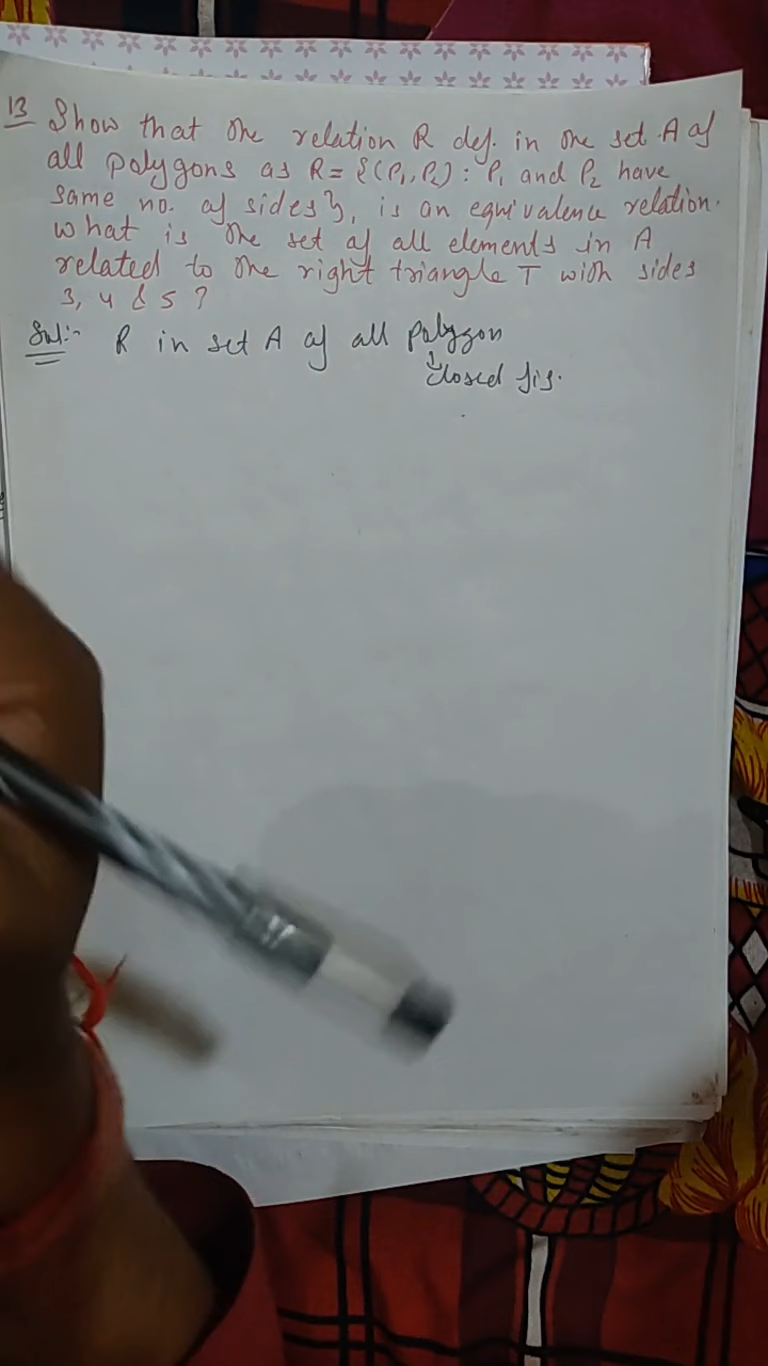 13 Show that the relation R def. in the set A of
all polygons as R = {(P₁, P₂) : P₁ and P₂ have
same no. of sides}, is an equivalence relation.
what is the set of all elements in A
related to the right triangle T with sides
3, 4 & 5 ?
Sol:- R in set A of all polygon
↓
closed fig.